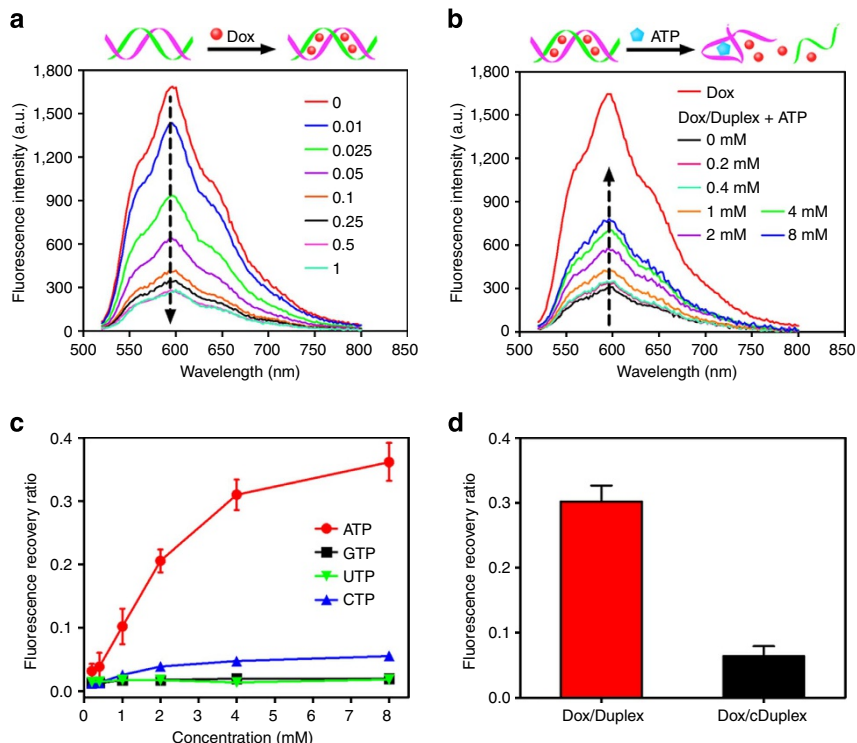 a
Dox
Fluorescence intensity (a.u.)
1,800
1,500
1,200
900
600
300
0
500 550 600 650 700 750 800 850
Wavelength (nm)
0
0.01
0.025
0.05
0.1
0.25
0.5
1
b
ATP
Fluorescence intensity (a.u.)
1,800
1,500
1,200
900
600
300
0
500 550 600 650 700 750 800 850
Wavelength (nm)
Dox
Dox/Duplex + ATP
0 mM
0.2 mM
0.4 mM
1 mM 4 mM
2 mM 8 mM
c
Fluorescence recovery ratio
0.4
0.3
0.2
0.1
0.0
0 1 2 3 4 5 6 7 8
Concentration (mM)
ATP
GTP
UTP
CTP
d
Fluorescence recovery ratio
0.4
0.3
0.2
0.1
0.0
Dox/Duplex Dox/cDuplex